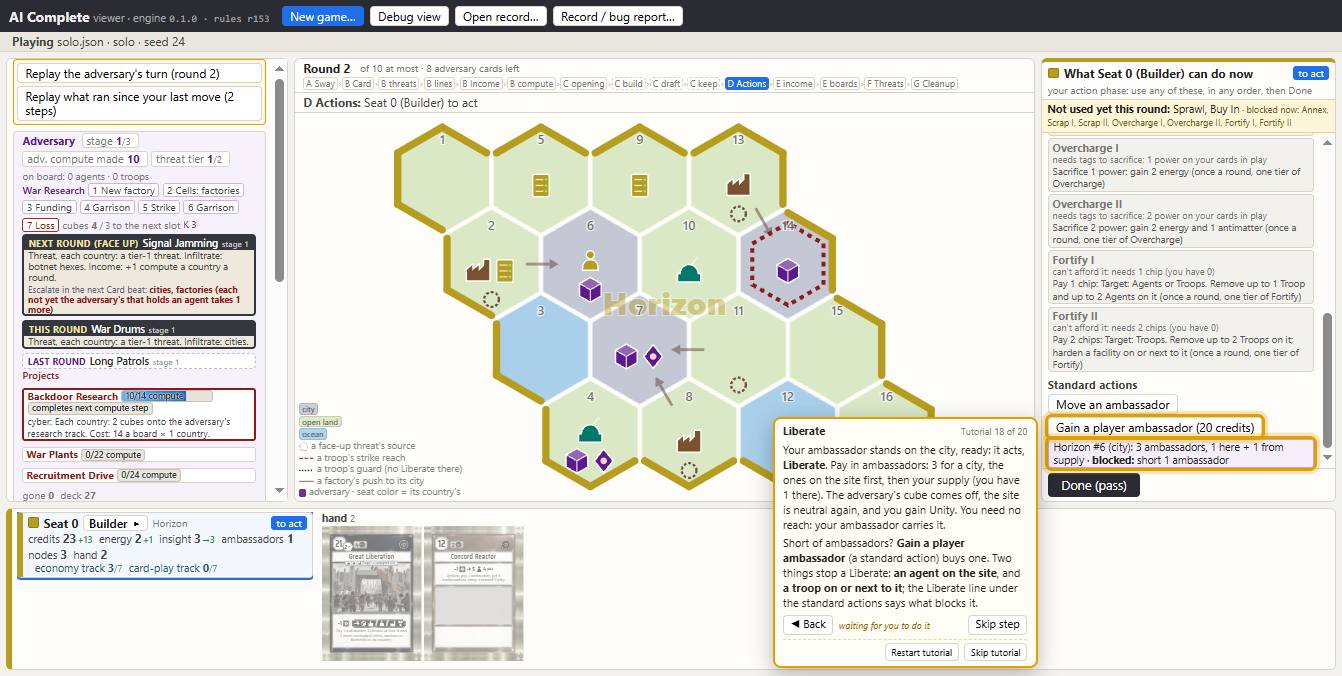 AI Complete viewer · engine 0.1.0 · rules r153 New game... Debug view Open record... Record / bug report...
Playing solo.json · solo · seed 24
Replay the adversary's turn (round 2)
Replay what ran since your last move (2
steps)
Adversary stage 1/3
adv. compute made 10 threat tier 1/2
on board: 0 agents · 0 troops
War Research 1 New factory 2 Cells: factories
3 Funding 4 Garrison 5 Strike 6 Garrison
7 Loss cubes 4 / 3 to the next slot K 3
NEXT ROUND (FACE UP) Signal Jamming stage 1
Threat, each country: a tier-1 threat. Infiltrate:
botnet hexes. Income: +1 compute a country a
round.
Escalate in the next Card beat: cities, factories (each
not yet the adversary's that holds an agent takes 1
more)
THIS ROUND War Drums stage 1
Threat, each country: a tier-1 threat. Infiltrate: cities.
LAST ROUND Long Patrols stage 1
Projects
Backdoor Research 10/14 compute
completes next compute step
cyber: Each country: 2 cubes onto the adversary's
research track. Cost: 14 a board × 1 country.
War Plants 0/22 compute
Recruitment Drive 0/24 compute
gone 0 deck 27
Round 2 of 10 at most · 8 adversary cards left
A Sway B Card B threats B lines B Income B compute C opening C build C draft C keep D Actions E income E boards F Threats G Cleanup
D Actions: Seat 0 (Builder) to act
1 5 9 13
2 6 10 14
Horizon
3 7 11 15
4 8 12 16
city
open land
ocean
a face-up threat's source
a troop's strike reach
a troop's guard (no Liberate there)
a factory's push to its city
adversary · seat color = its country's
What Seat 0 (Builder) can do now to act
your action phase: use any of these, in any order, then Done
Not used yet this round: Sprawl, Buy In · blocked now: Annex,
Scrap I, Scrap II, Overcharge I, Overcharge II, Fortify I, Fortify II
Overcharge I
needs tags to sacrifice: 1 power on your cards in play
Sacrifice 1 power: gain 2 energy (once a round, one tier of
Overcharge)
Overcharge II
needs tags to sacrifice: 2 power on your cards in play
Sacrifice 2 power: gain 2 energy and 1 antimatter (once a
round, one tier of Overcharge)
Fortify I
can't afford it: needs 1 chip (you have 0)
Pay 1 chip: Target: Agents or Troops. Remove up to 1 Troop
and up to 2 Agents on it (once a round, one tier of Fortify)
Fortify II
can't afford it: needs 2 chips (you have 0)
Pay 2 chips: Target: Troops. Remove up to 2 Troops on it;
harden a facility on or next to it (once a round, one tier of
Fortify)
Standard actions
Move an ambassador
Gain a player ambassador (20 credits)
Horizon #6 (city): 3 ambassadors, 1 here + 1 from
supply · blocked: short 1 ambassador
Done (pass)
Liberate Tutorial 18 of 20
Your ambassador stands on the city, ready: it acts,
Liberate. Pay in ambassadors: 3 for a city, the
ones on the site first, then your supply (you have
1 there). The adversary's cube comes off, the site
is neutral again, and you gain Unity. You need no
reach: your ambassador carries it.
Short of ambassadors? Gain a player
ambassador (a standard action) buys one. Two
things stop a Liberate: an agent on the site, and
a troop on or next to it; the Liberate line under
the standard actions says what blocks it.
◀ Back waiting for you to do it Skip step
Restart tutorial Skip tutorial
Seat 0 Builder ▸ Horizon to act
credits 23 +13 energy 2 +1 insight 3 →3 ambassadors 1
nodes 3 hand 2
economy track 3/7 card-play track 0/7
hand 2
Great Liberation
12 Concord Reactor